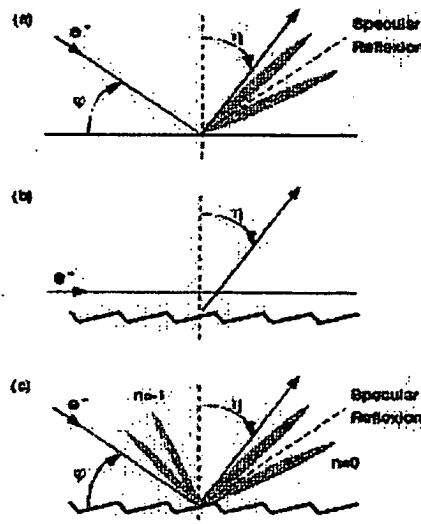 (a)
e⁻
η
Specular
Reflexion
φ
(b)
η
e⁻
(c)
n=-1
η
e⁻
Specular
Reflexion
φ
n=0